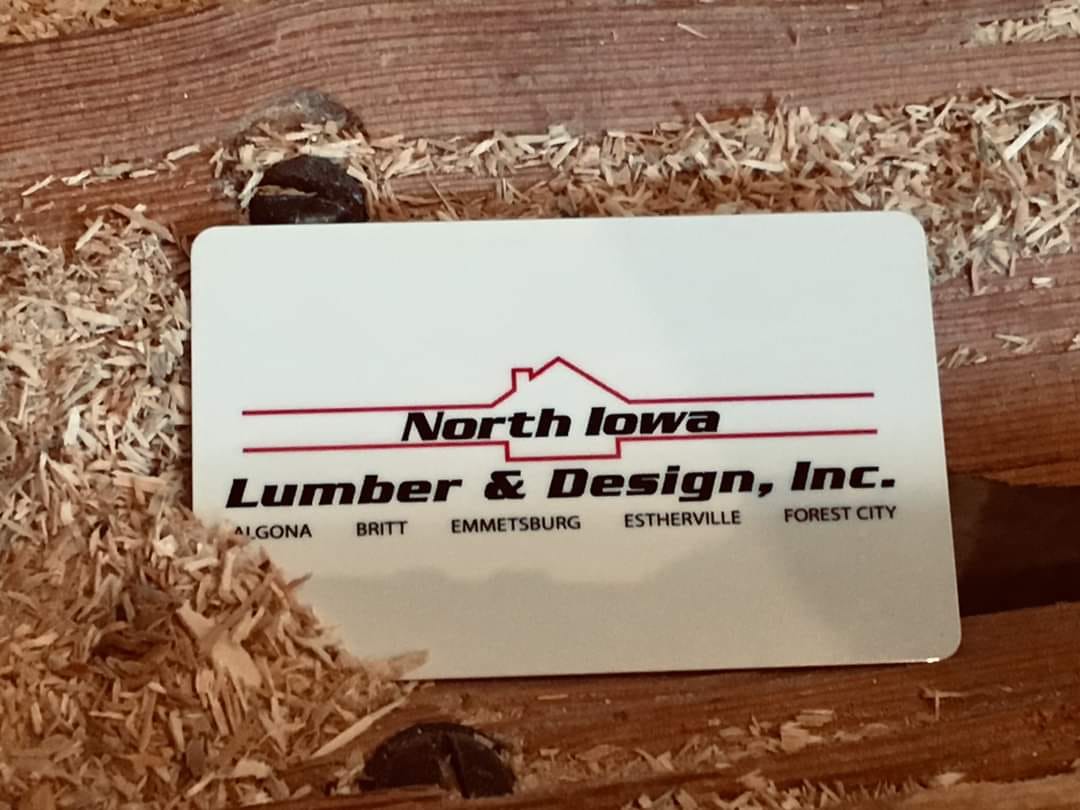 North Iowa
Lumber & Design, Inc.
ALGONA BRITT EMMETSBURG ESTHERVILLE FOREST CITY